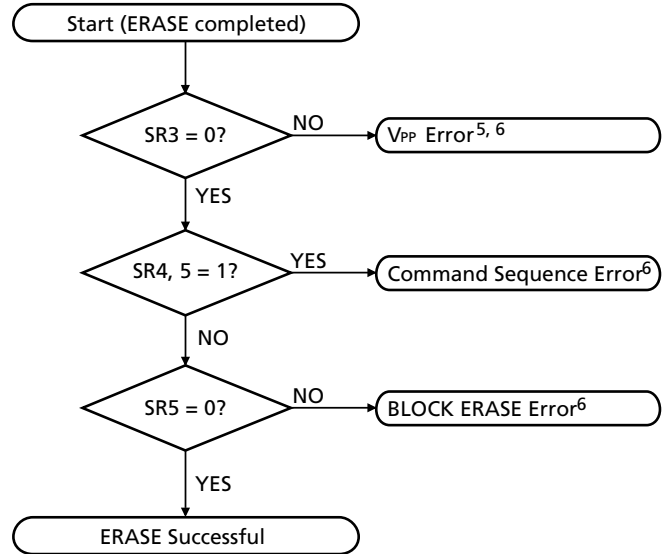 Start (ERASE completed)
SR3 = 0?
NO
VPP Error5, 6
YES
SR4, 5 = 1?
YES
Command Sequence Error6
NO
SR5 = 0?
NO
BLOCK ERASE Error6
YES
ERASE Successful